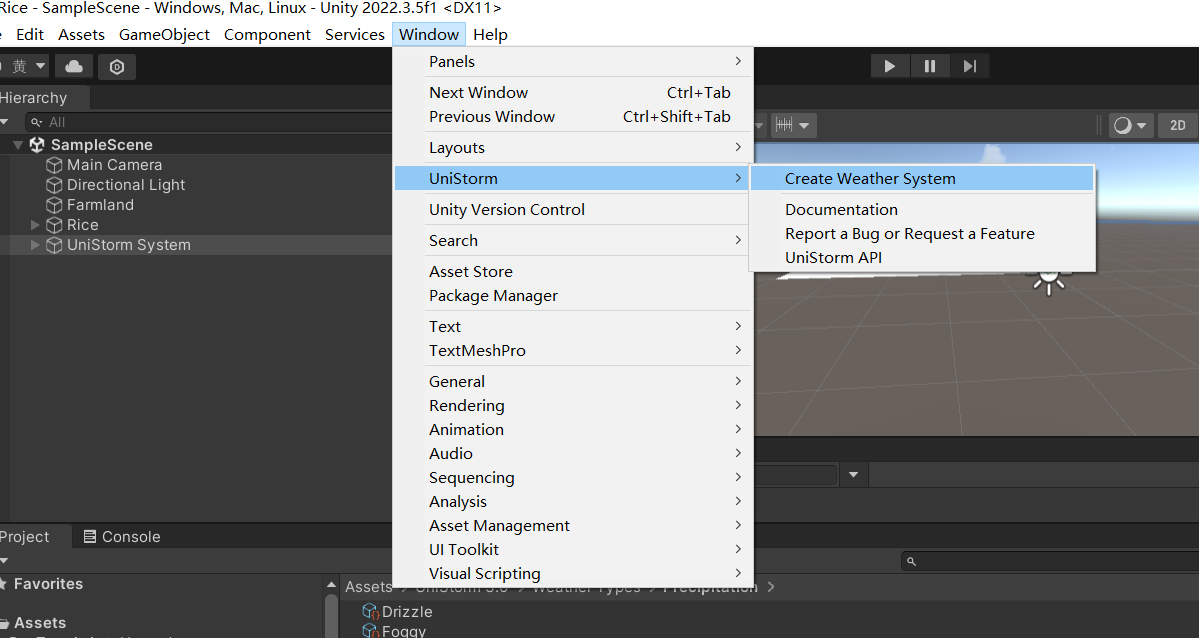 Rice - SampleScene - Windows, Mac, Linux - Unity 2022.3.5f1 <DX11>
Edit Assets GameObject Component Services Window Help
黄
Hierarchy
All
2D
SampleScene
Main Camera
Directional Light
Farmland
Rice
UniStorm System
Panels
Next Window Ctrl+Tab
Previous Window Ctrl+Shift+Tab
Layouts
UniStorm
Unity Version Control
Search
Asset Store
Package Manager
Text
TextMeshPro
General
Rendering
Animation
Audio
Sequencing
Analysis
Asset Management
UI Toolkit
Visual Scripting
Create Weather System
Documentation
Report a Bug or Request a Feature
UniStorm API
Project Console
Favorites
Assets
Assets > UniStorm 5.0 > Weather Types > Precipitation >
Drizzle
Foggy